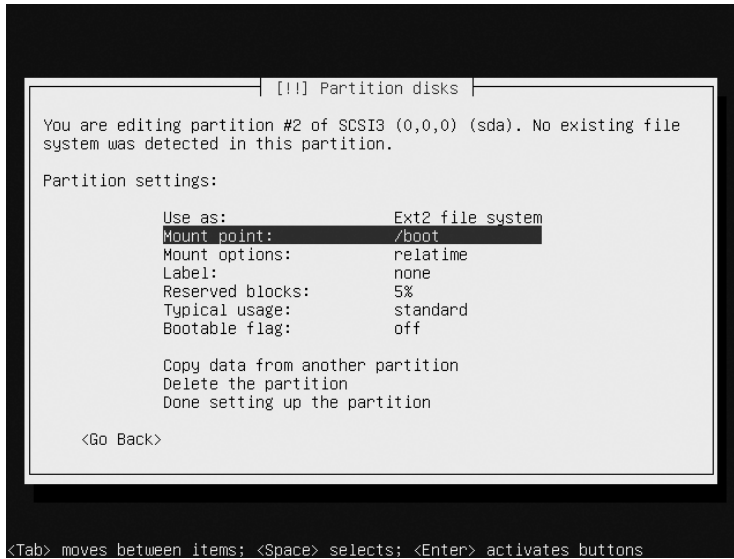 [!!] Partition disks
You are editing partition #2 of SCSI3 (0,0,0) (sda). No existing file
system was detected in this partition.
Partition settings:
Use as: Ext2 file system
Mount point: /boot
Mount options: relatime
Label: none
Reserved blocks: 5%
Typical usage: standard
Bootable flag: off
Copy data from another partition
Delete the partition
Done setting up the partition
<Go Back>
<Tab> moves between items; <Space> selects; <Enter> activates buttons